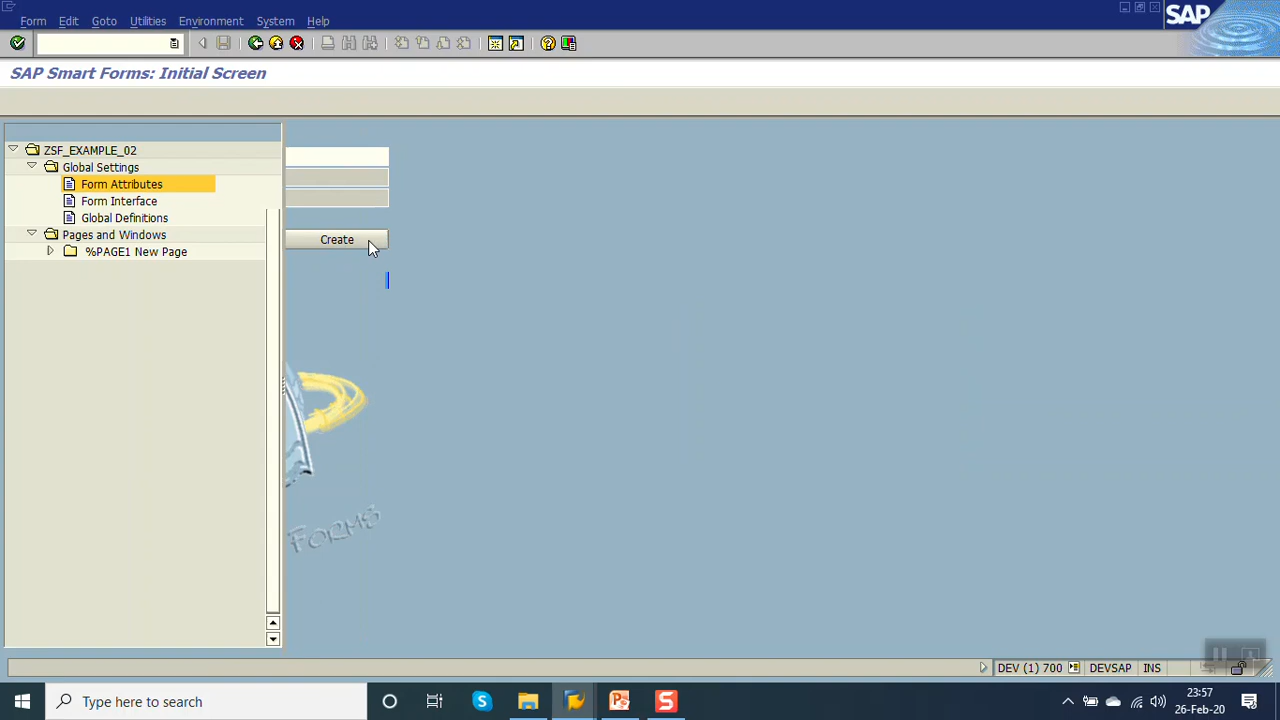 Form Edit Goto Utilities Environment System Help
SAP
SAP Smart Forms: Initial Screen
ZSF_EXAMPLE_02
Global Settings
Form Attributes
Form Interface
Global Definitions
Pages and Windows
%PAGE1 New Page
Create
FORMS
DEV (1) 700 DEVSAP INS
Type here to search
23:57
26-Feb-20